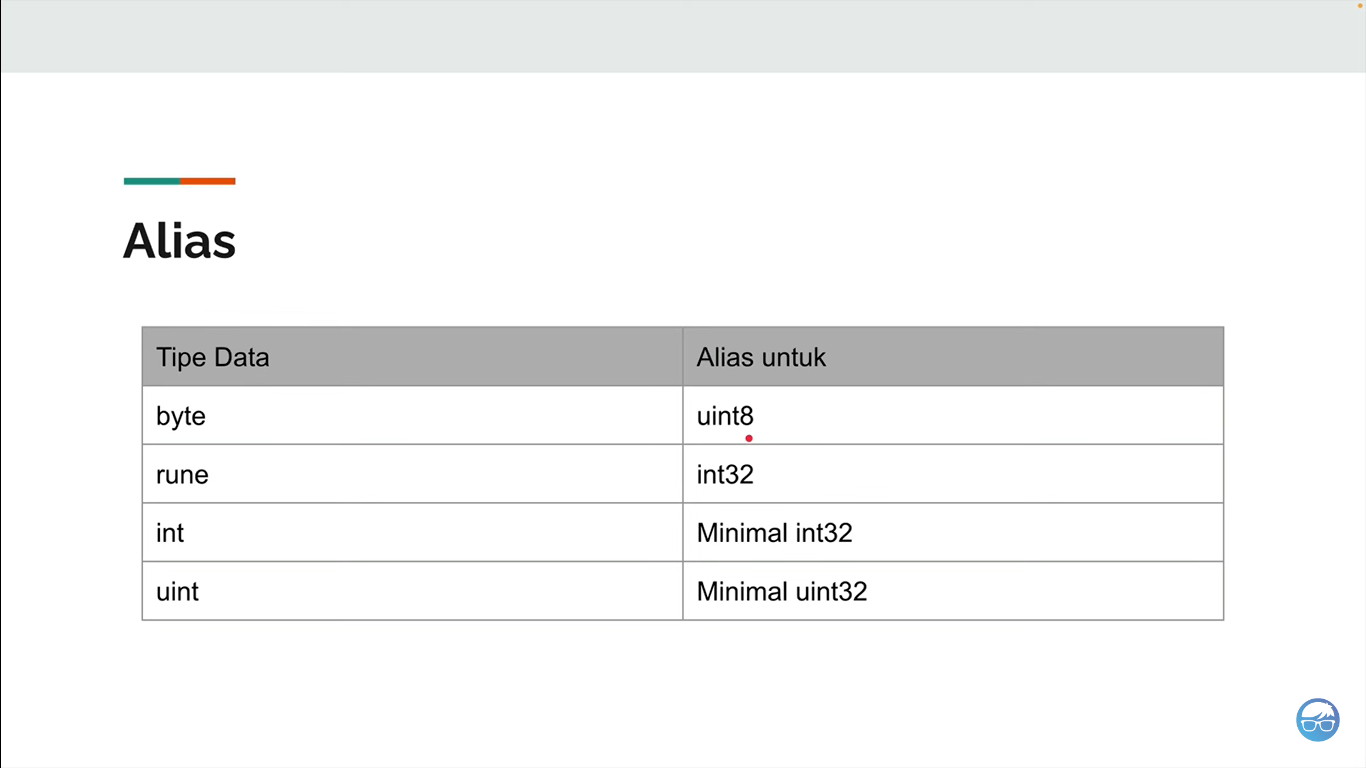 Alias
Tipe Data Alias untuk
byte uint8
rune int32
int Minimal int32
uint Minimal uint32